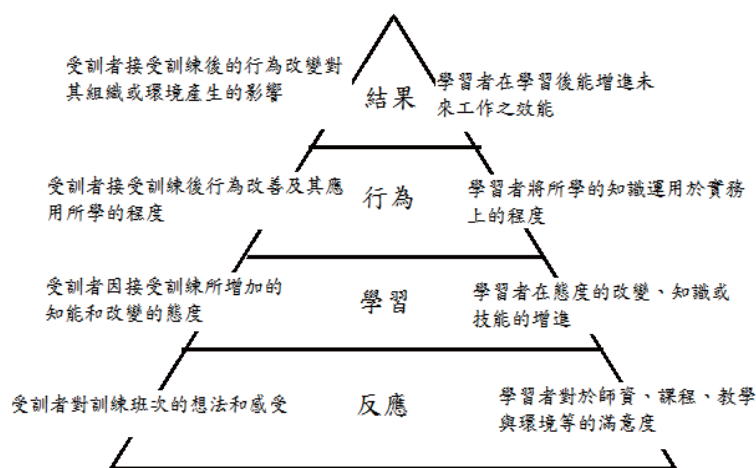 受訓者接受訓練後的行為改變對
其組織或環境產生的影響
結果
學習者在學習後能增進未
來工作之效能
受訓者接受訓練後行為改善及其應
用所學的程度
行為
學習者將所學的知識運用於實務
上的程度
受訓者因接受訓練所增加的
知能和改變的態度
學習
學習者在態度的改變、知識或
技能的增進
受訓者對訓練班次的想法和感受
反應
學習者對於師資、課程、教學
與環境等的滿意度